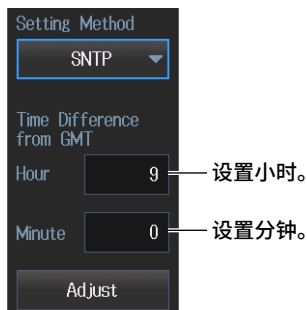 Setting Method
SNTP
Time Difference
from GMT
Hour 9 设置小时。
Minute 0 设置分钟。
Adjust